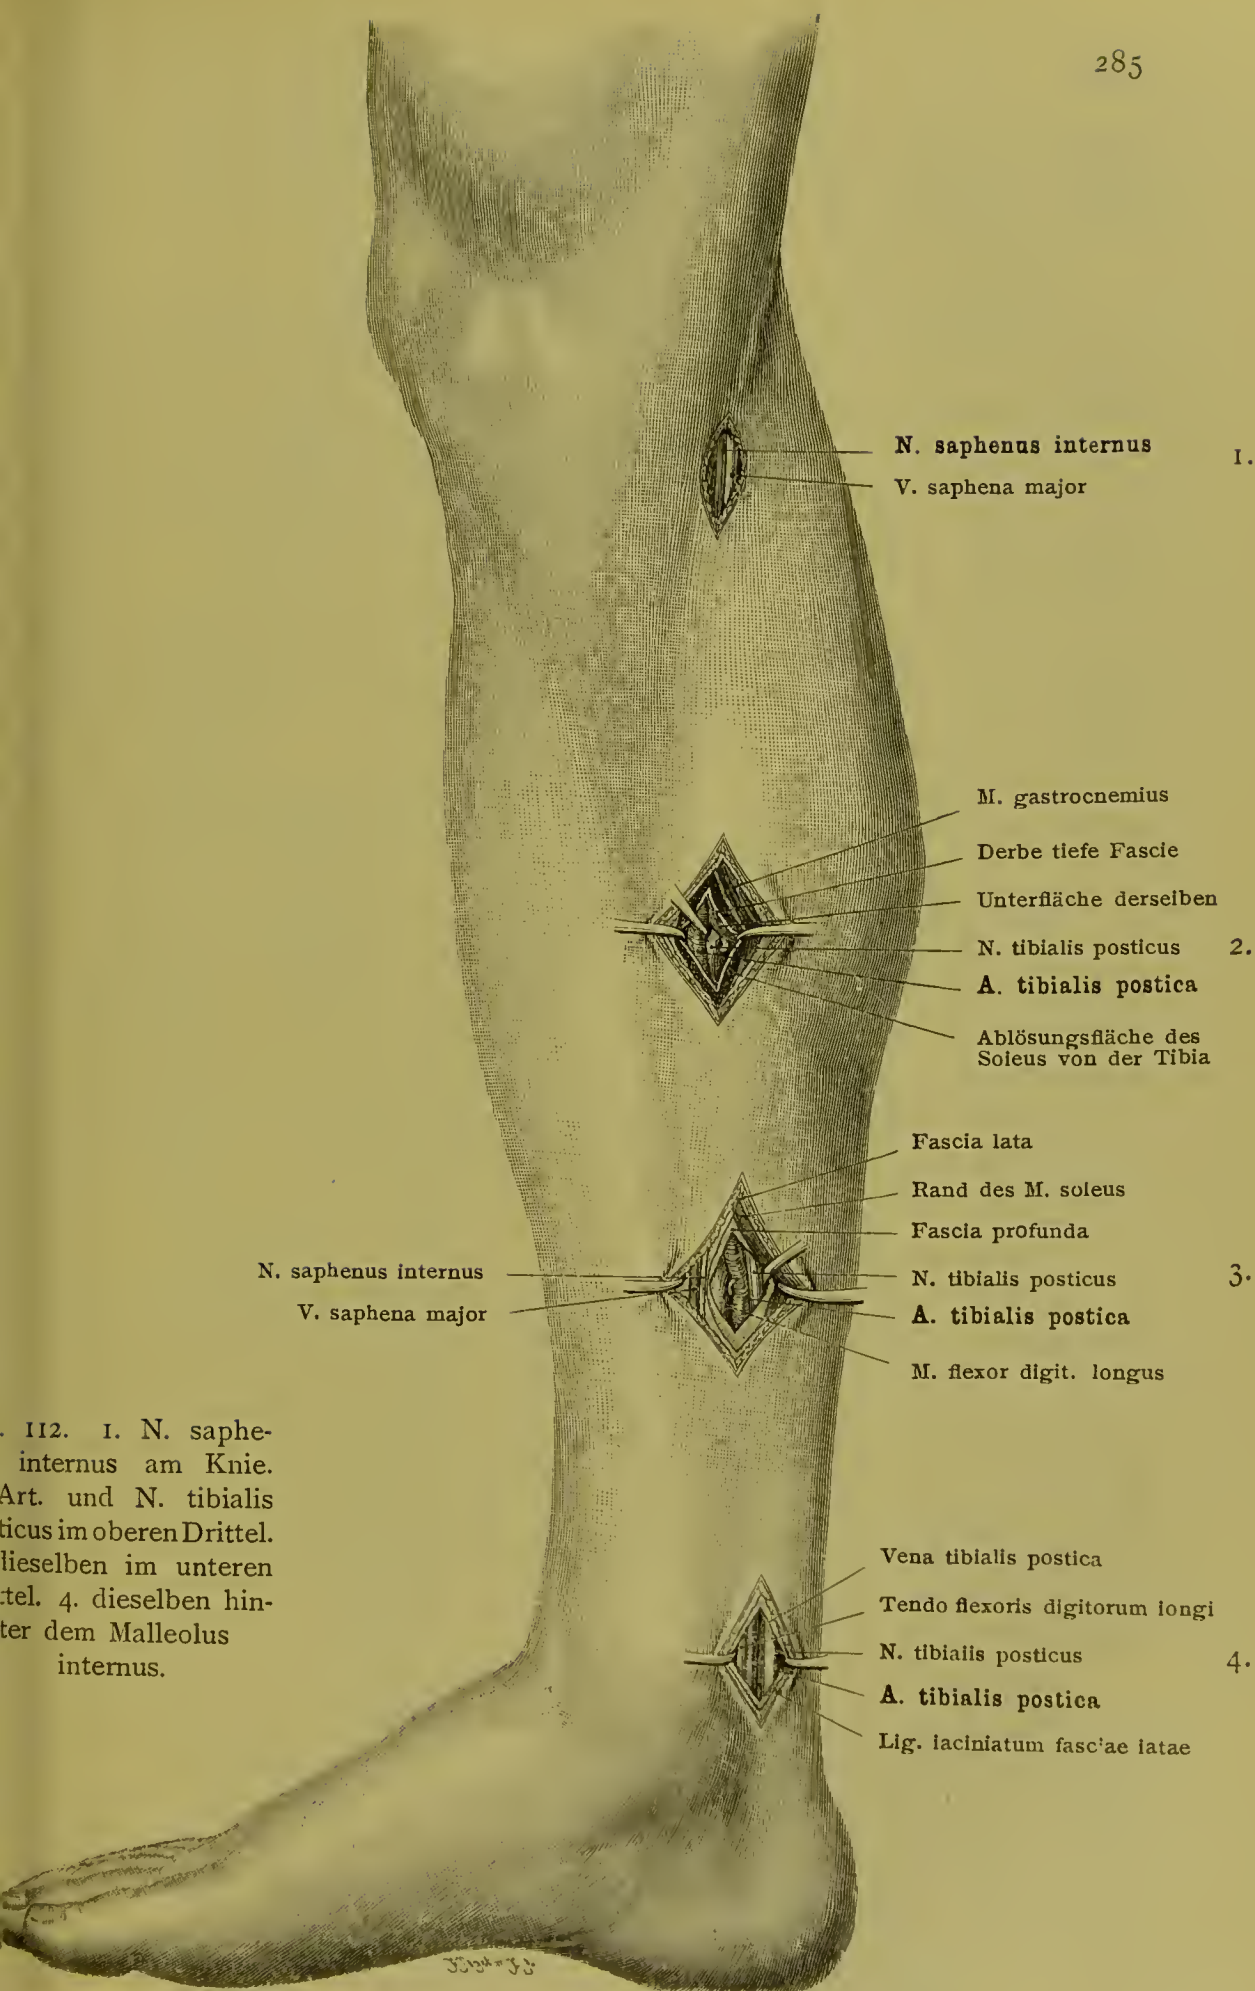 285
N. saphenus internus
1.
V. saphena major
M. gastrocnemius
Derbe tiefe Fascie
Unterfläche derselben
N. tibialis posticus
2.
A. tibialis postica
Ablösungsfläche des
Soleus von der Tibia
Fascia lata
Rand des M. soleus
Fascia profunda
N. saphenus internus
N. tibialis posticus
3.
V. saphena major
A. tibialis postica
M. flexor digit. longus
. 112. 1. N. saphe-
internus am Knie.
Art. und N. tibialis
ticus im oberen Drittel.
lieselben im unteren
tel. 4. dieselben hin-
ter dem Malleolus
internus.
Vena tibialis postica
Tendo flexoris digitorum longi
N. tibialis posticus
4.
A. tibialis postica
Lig. laciniatum fasciae latae